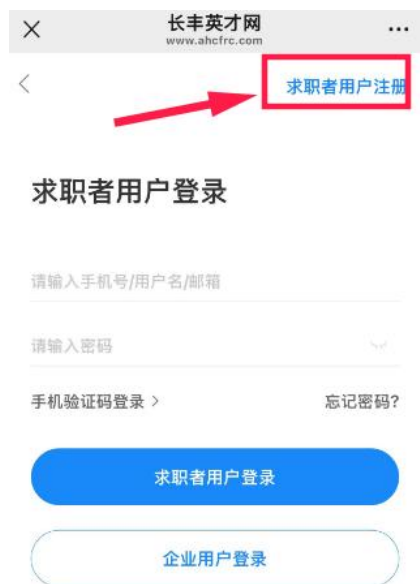 长丰英才网
www.ahcfrc.com
求职者用户注册
求职者用户登录
请输入手机号/用户名/邮箱
请输入密码
手机验证码登录 >
忘记密码?
求职者用户登录
企业用户登录